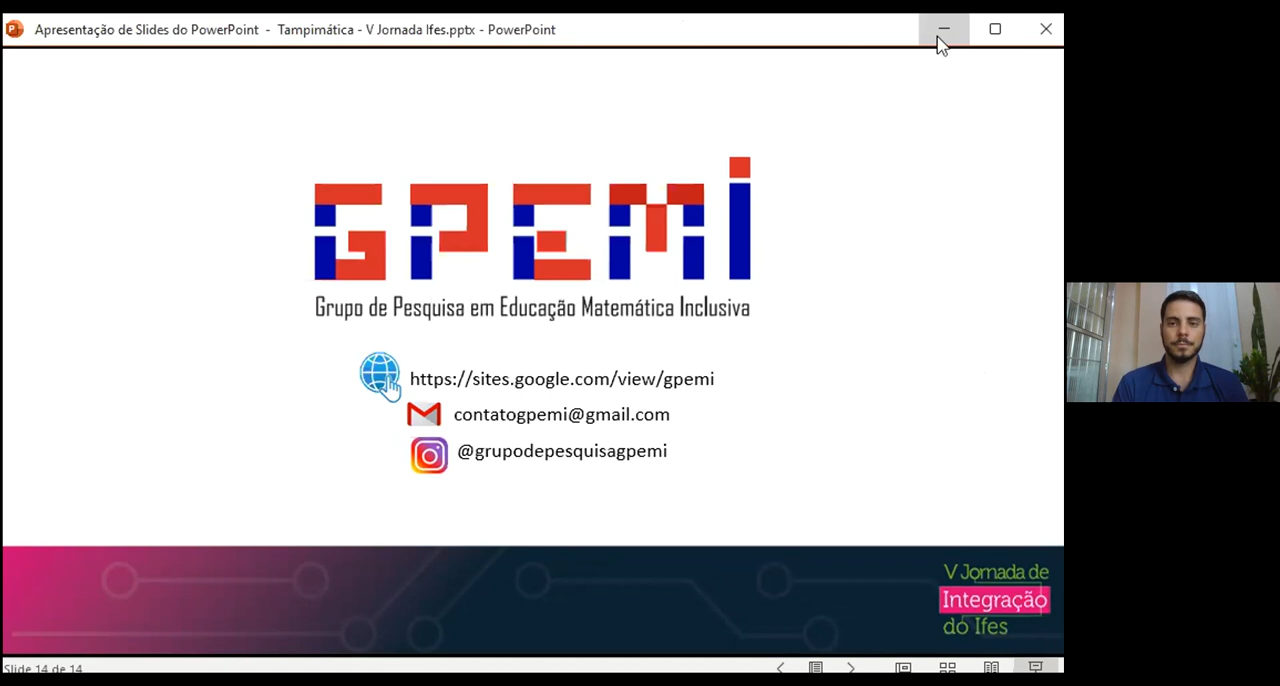 Apresentação de Slides do PowerPoint - Tampimática - V Jornada Ifes.pptx - PowerPoint
GPEMI
Grupo de Pesquisa em Educação Matemática Inclusiva
https://sites.google.com/view/gpemi
contatogpemi@gmail.com
@grupodepesquisagpemi
V Jornada de
Integração
do Ifes
Slide 14 de 14